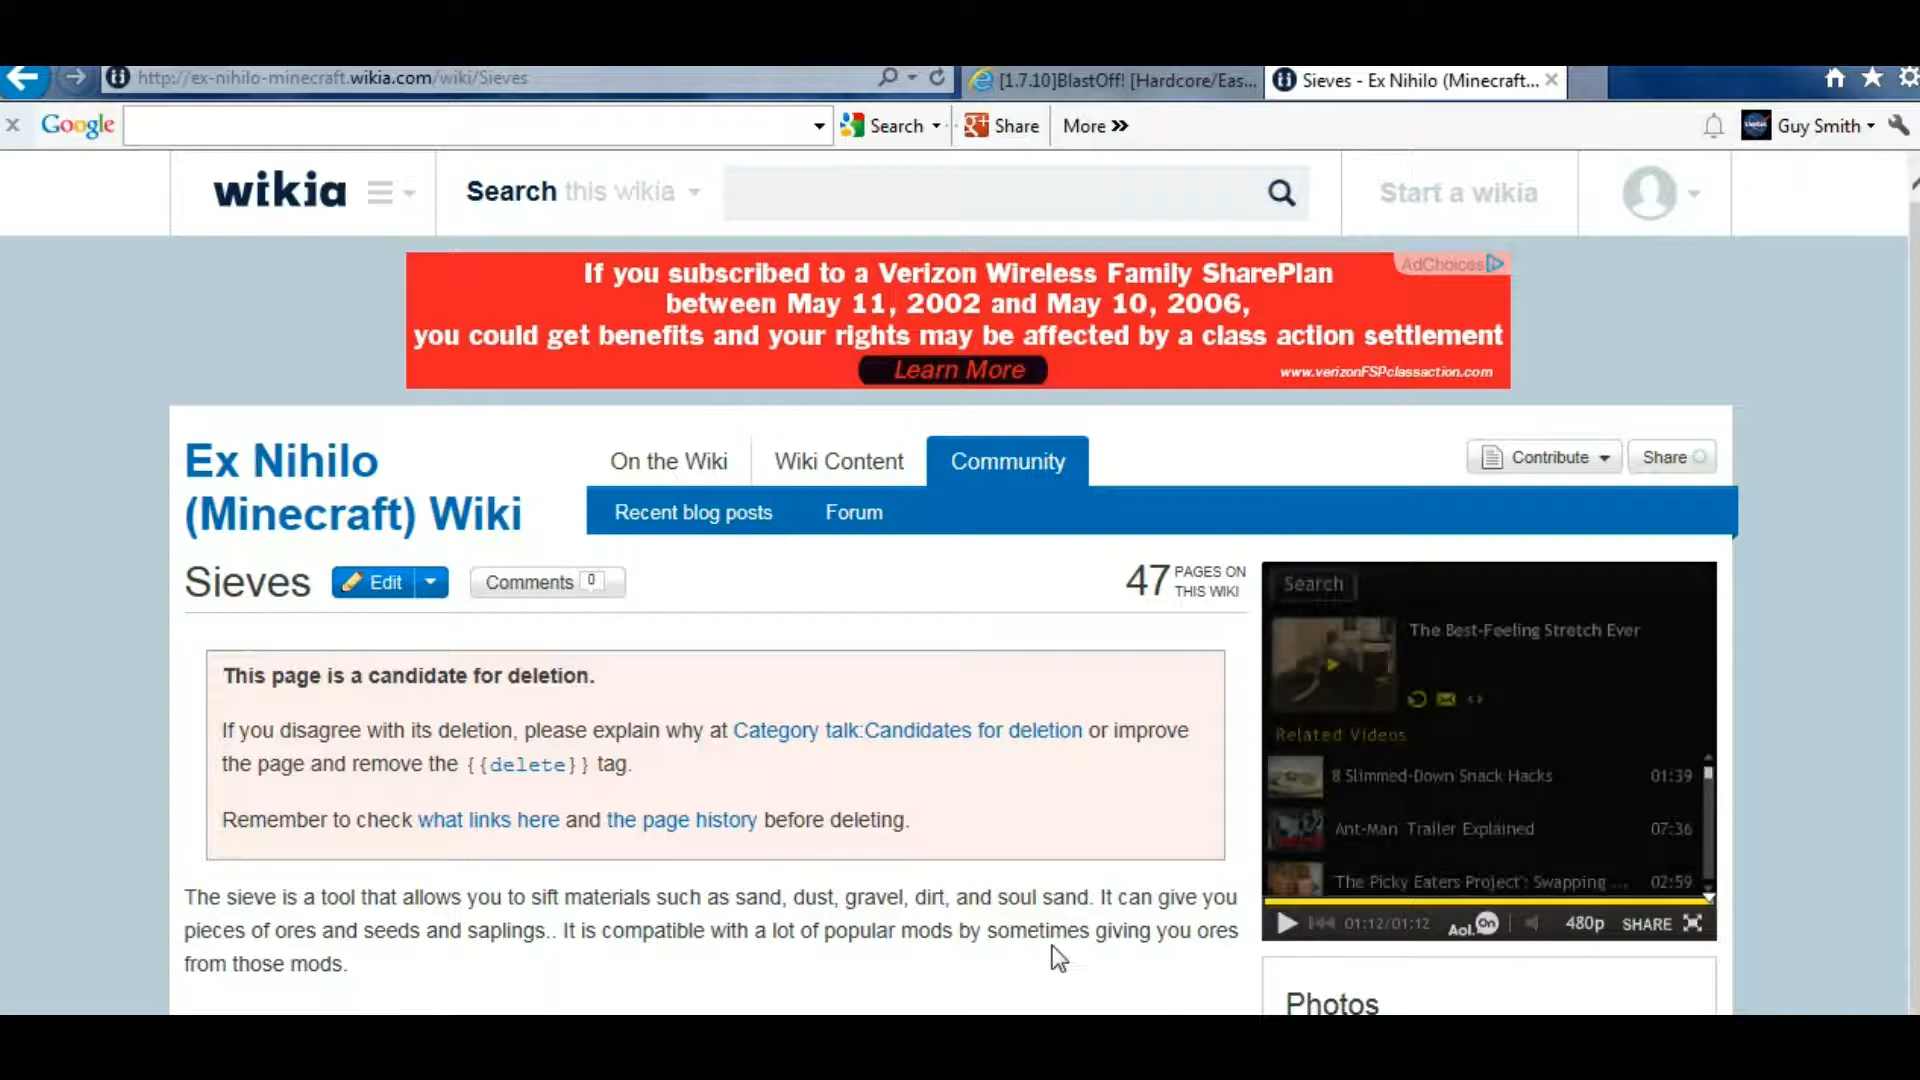 http://ex-nihilo-minecraft.wikia.com/wiki/Sieves
[1.7.10]BlastOff! [Hardcore/Eas...
Sieves - Ex Nihilo (Minecraft...
Google
Search
Share
More
Guy Smith
wikia
Search this wikia
Start a wikia
If you subscribed to a Verizon Wireless Family SharePlan
between May 11, 2002 and May 10, 2006,
you could get benefits and your rights may be affected by a class action settlement
Learn More
www.verizonFSPclassaction.com
AdChoices
Ex Nihilo
(Minecraft) Wiki
On the Wiki
Wiki Content
Community
Contribute
Share
Recent blog posts
Forum
Sieves
Edit
Comments 0
47 PAGES ON
THIS WIKI
This page is a candidate for deletion.
If you disagree with its deletion, please explain why at Category talk:Candidates for deletion or improve
the page and remove the {{delete}} tag.
Remember to check what links here and the page history before deleting.
The sieve is a tool that allows you to sift materials such as sand, dust, gravel, dirt, and soul sand. It can give you
pieces of ores and seeds and saplings.. It is compatible with a lot of popular mods by sometimes giving you ores
from those mods.
Search
The Best-Feeling Stretch Ever
Related Videos
8 Slimmed-Down Snack Hacks 01:39
Ant-Man Trailer Explained 07:36
'The Picky Eaters Project': Swapping ... 02:59
01:12/01:12
Aol.On
480p
SHARE
Photos